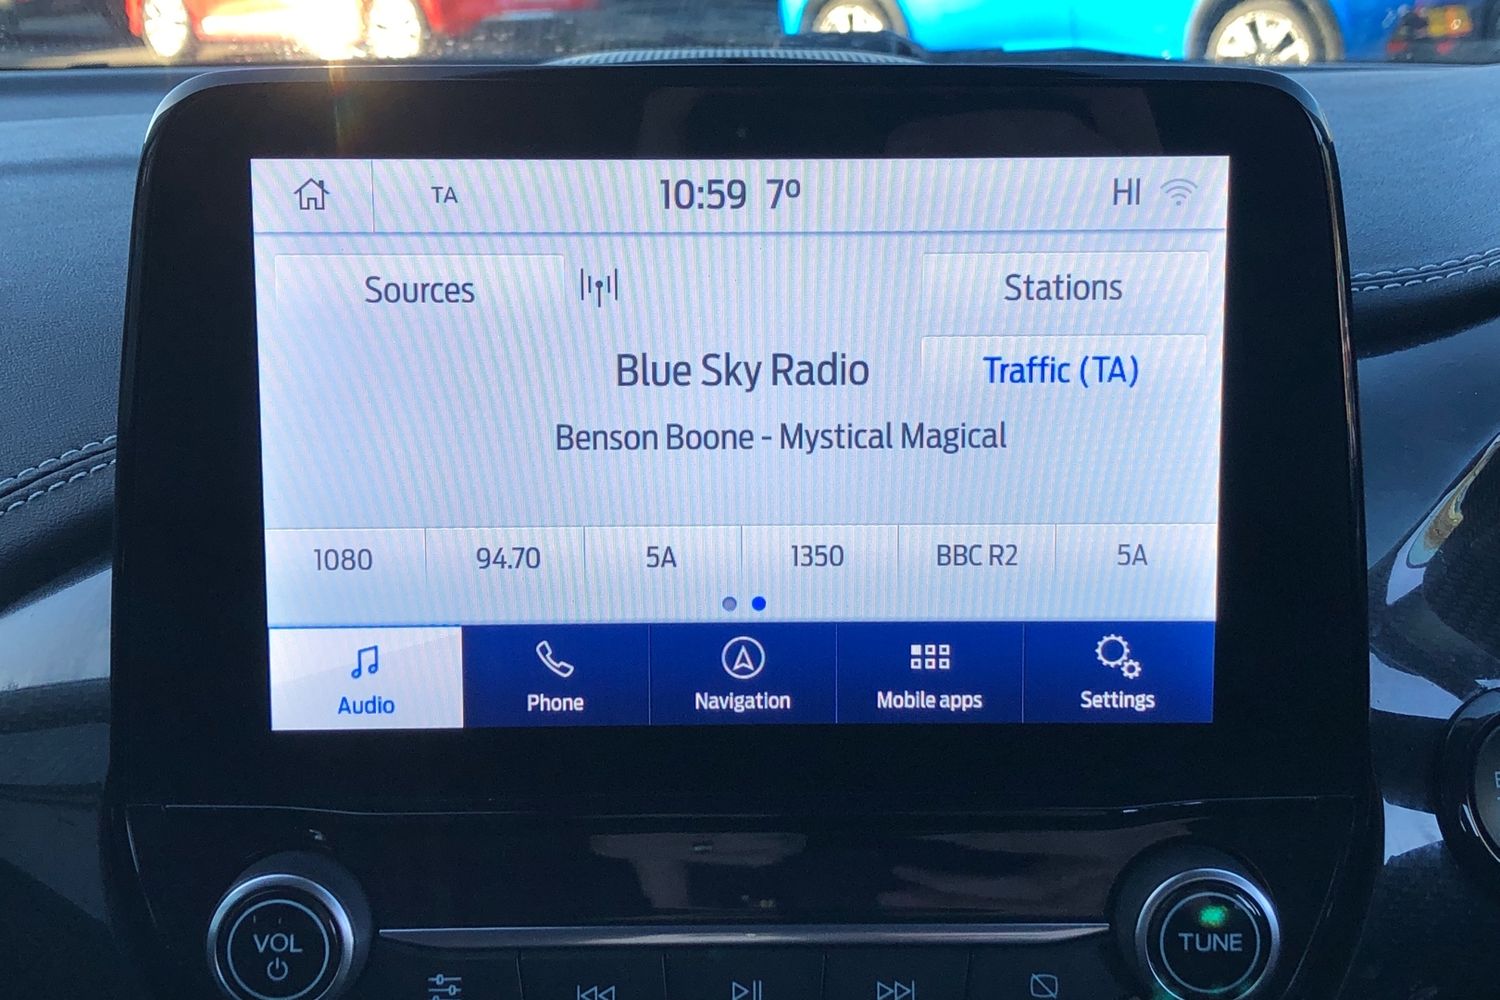 TA
10:59 7º
HI
Sources
Stations
Blue Sky Radio
Traffic (TA)
Benson Boone - Mystical Magical
1080
94.70
5A
1350
BBC R2
5A
Audio
Phone
Navigation
Mobile apps
Settings
VOL
TUNE